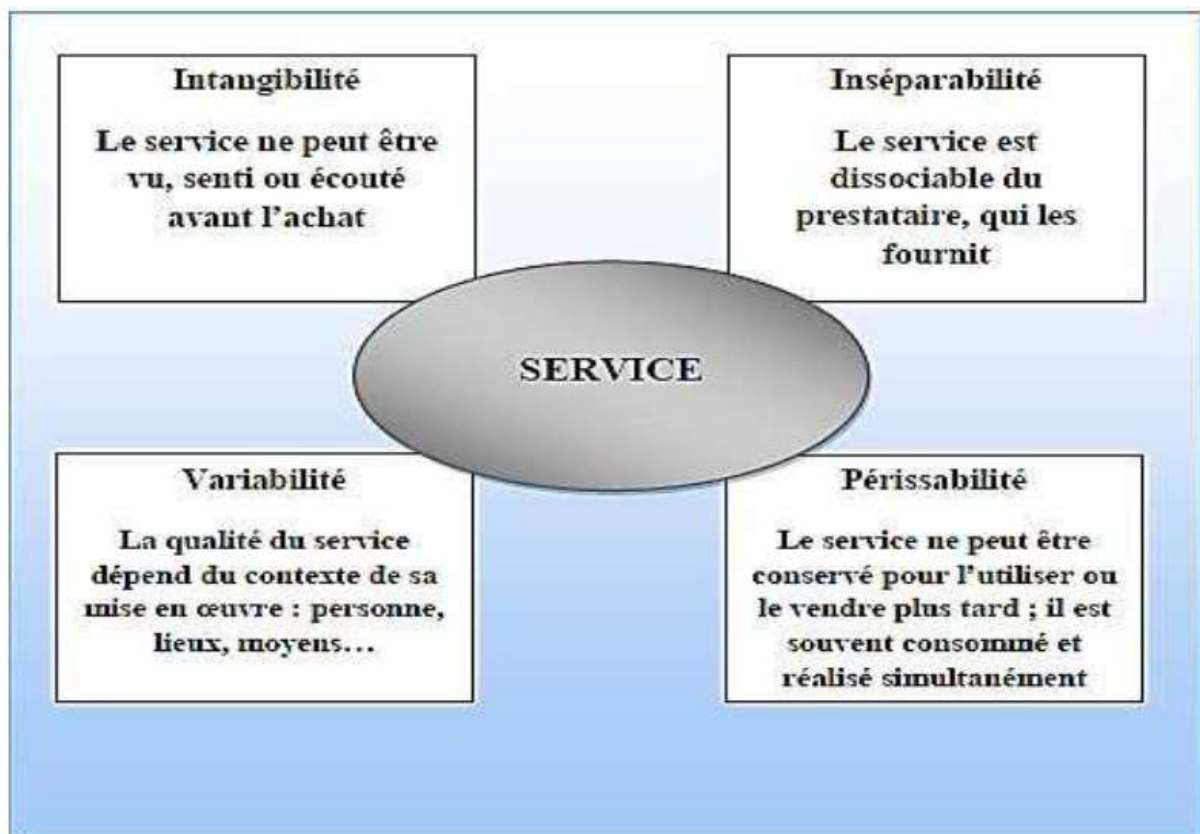 Intangibilité
Le service ne peut être
vu, senti ou écouté
avant l'achat
Inséparabilité
Le service est
dissociable du
prestataire, qui les
fournit
SERVICE
Variabilité
La qualité du service
dépend du contexte de sa
mise en œuvre : personne,
lieux, moyens…
Périssabilité
Le service ne peut être
conservé pour l'utiliser ou
le vendre plus tard ; il est
souvent consommé et
réalisé simultanément